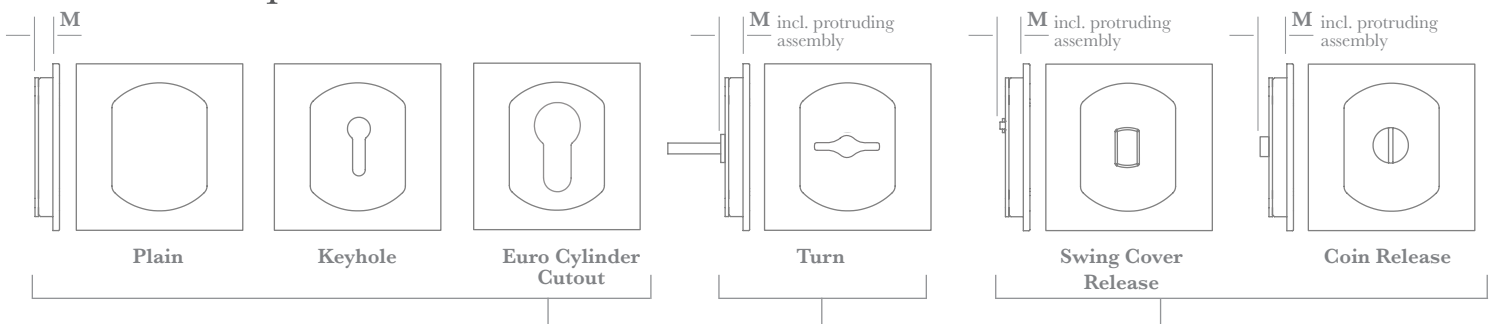 M
M incl. protruding
assembly
M incl. protruding
assembly
M incl. protruding
assembly
Plain
Keyhole
Euro Cylinder
Cutout
Turn
Swing Cover
Release
Coin Release